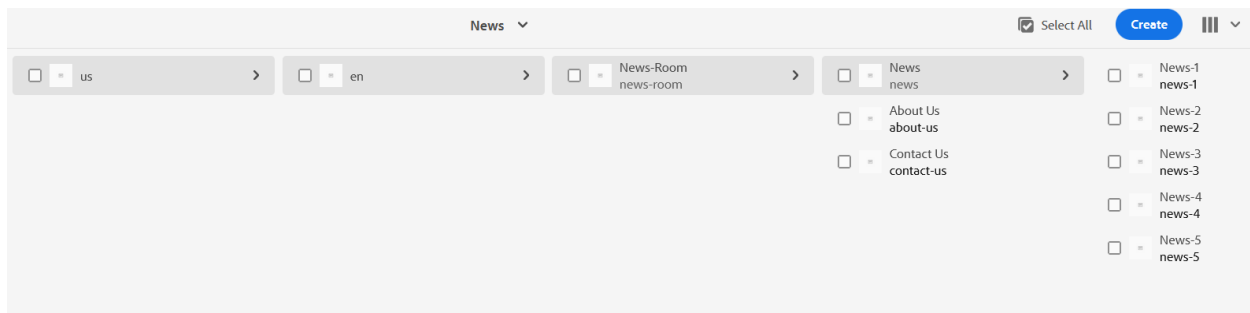 News
Select All
Create
us
en
News-Room
news-room
News
news
About Us
about-us
Contact Us
contact-us
News-1
news-1
News-2
news-2
News-3
news-3
News-4
news-4
News-5
news-5